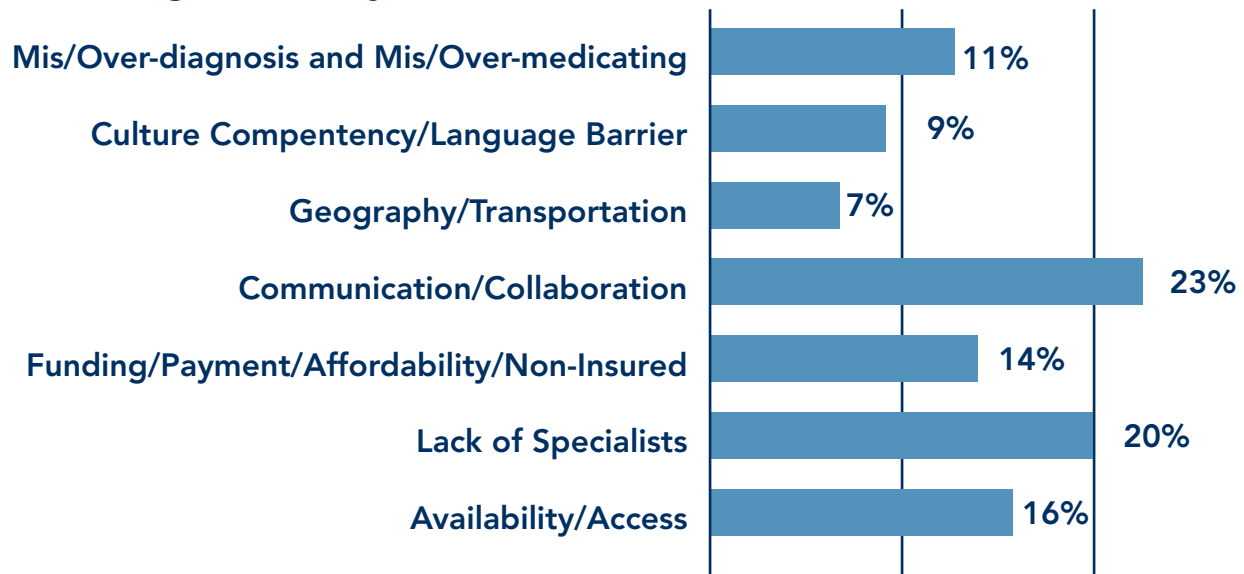 Mis/Over-diagnosis and Mis/Over-medicating 11%
Culture Compentency/Language Barrier 9%
Geography/Transportation 7%
Communication/Collaboration 23%
Funding/Payment/Affordability/Non-Insured 14%
Lack of Specialists 20%
Availability/Access 16%